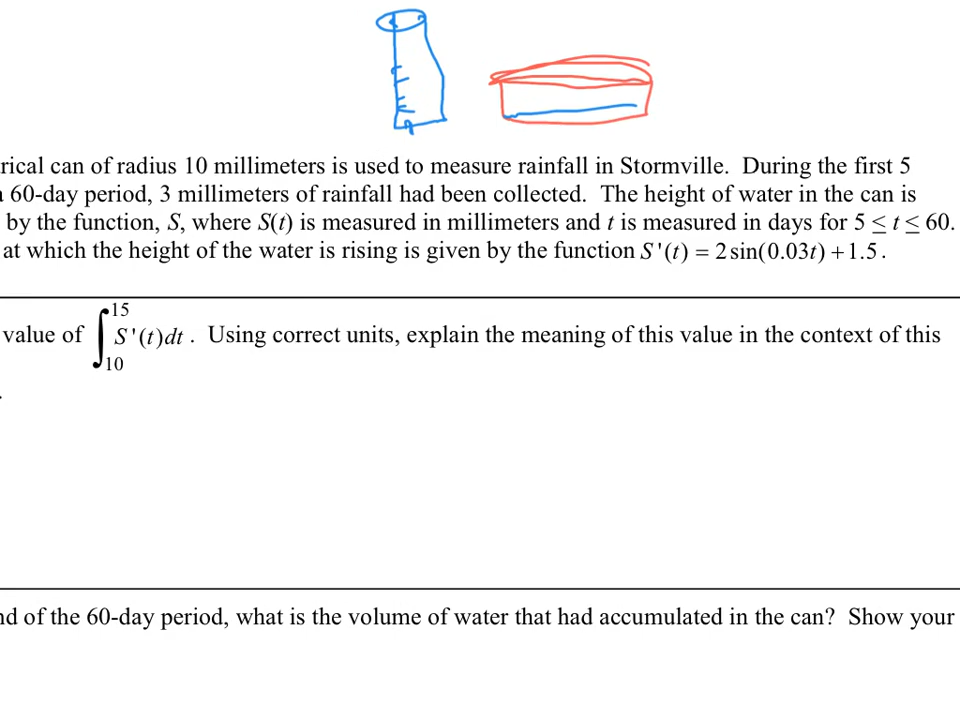 rical can of radius 10 millimeters is used to measure rainfall in Stormville. During the first 5
60-day period, 3 millimeters of rainfall had been collected. The height of water in the can is
by the function, S, where S(t) is measured in millimeters and t is measured in days for 5 ≤ t ≤ 60.
at which the height of the water is rising is given by the function S'(t) = 2 sin(0.03t) + 1.5.
value of ∫₁₀¹⁵ S'(t)dt. Using correct units, explain the meaning of this value in the context of this
nd of the 60-day period, what is the volume of water that had accumulated in the can? Show your